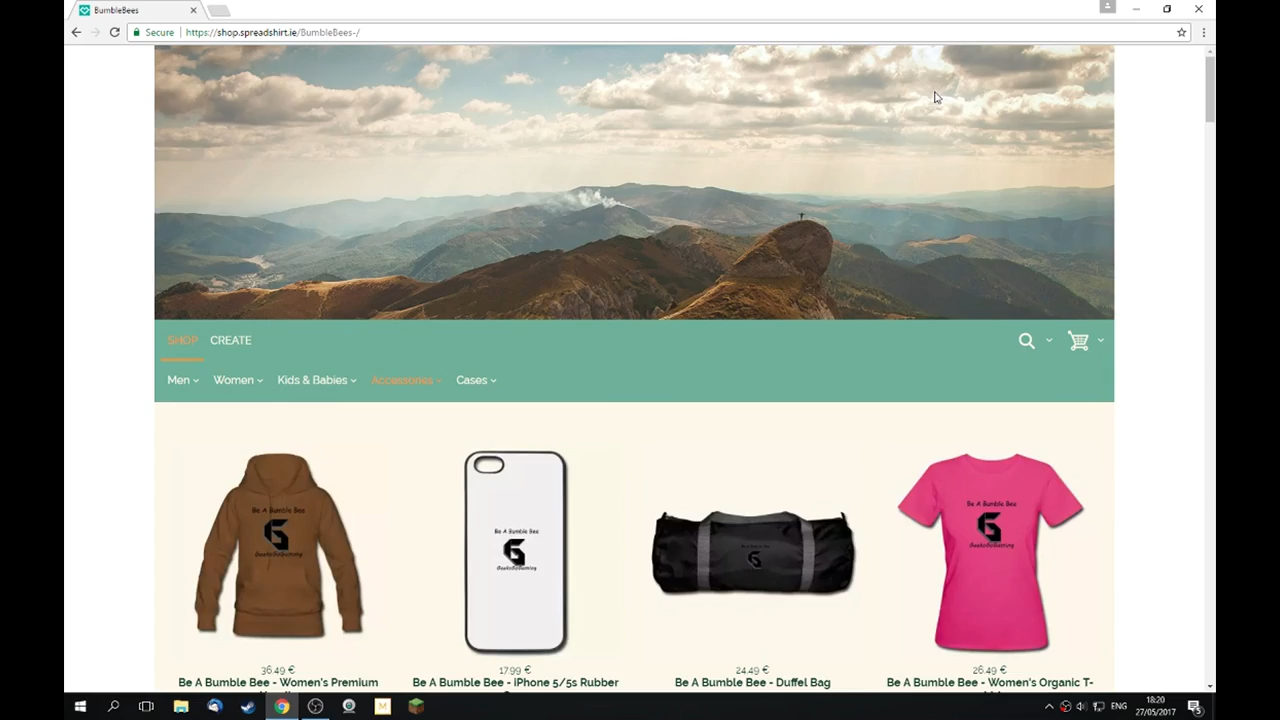 BumbleBees
Secure https://shop.spreadshirt.ie/BumbleBees-/
SHOP CREATE
Men Women Kids & Babies Accessories Cases
Be A Bumble Bee
GeeksGoGaming
Be A Bumble Bee
GeeksGoGaming
Be A Bumble Bee
GeeksGoGaming
36.49 € 17.99 € 24.49 € 26.49 €
Be A Bumble Bee - Women's Premium Be A Bumble Bee - iPhone 5/5s Rubber Be A Bumble Bee - Duffel Bag Be A Bumble Bee - Women's Organic T-
ENG 18:20
27/05/2017